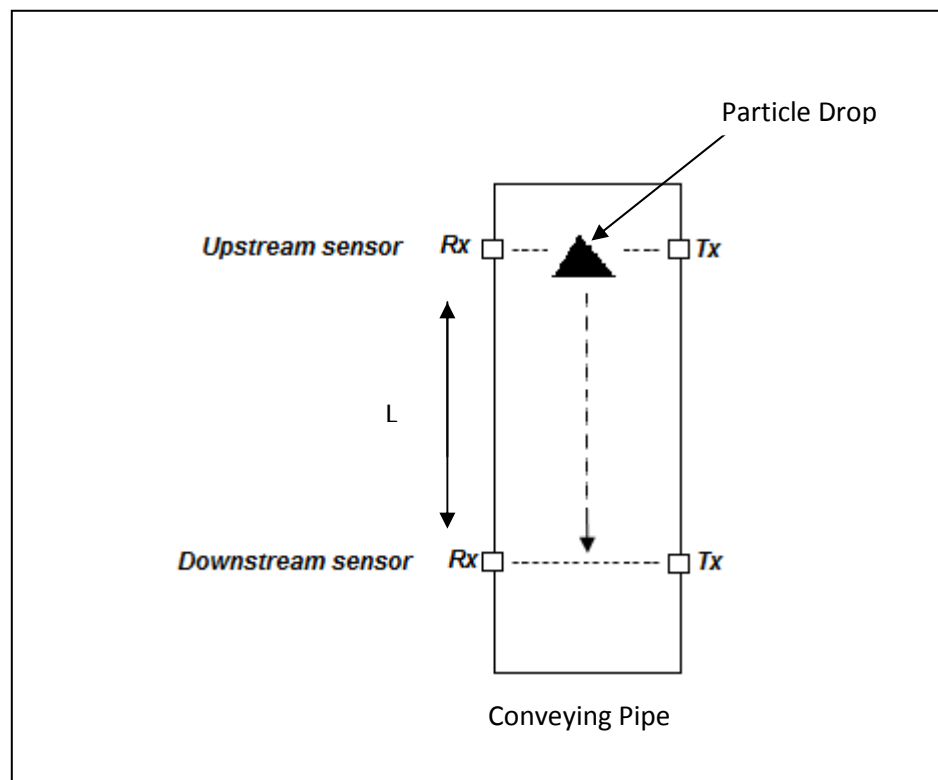 Particle Drop
Upstream sensor Rx Tx
L
Downstream sensor Rx Tx
Conveying Pipe